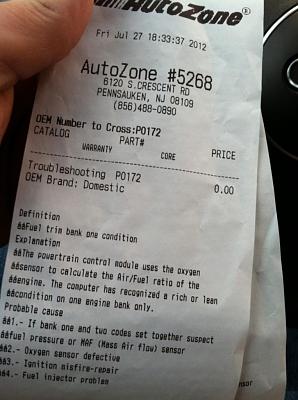 AutoZone
Fri Jul 27 18:33:37 2012
AutoZone #5268
6120 S.CRESCENT RD
PENNSAUKEN, NJ 08109
(856)488-0890
OEM Number to Cross:P0172
CATALOG PART# PRICE
WARRANTY CORE
Troubleshooting P0172 0.00
OEM Brand: Domestic
Definition
ââFuel trim bank one condition
Explanation
ââThe powertrain control module uses the oxygen
ââsensor to calculate the Air/Fuel ratio of the
ââengine. The computer has recognized a rich or lean
ââcondition on one engine bank only.
Probable cause
ââ1.- If bank one and two codes set together suspect
ââfuel pressure or MAF (Mass Air flow) sensor
ââ2.- Oxygen sensor defective
ââ3.- Ignition misfire-repair
ââ4.- Fuel injector problem
sor